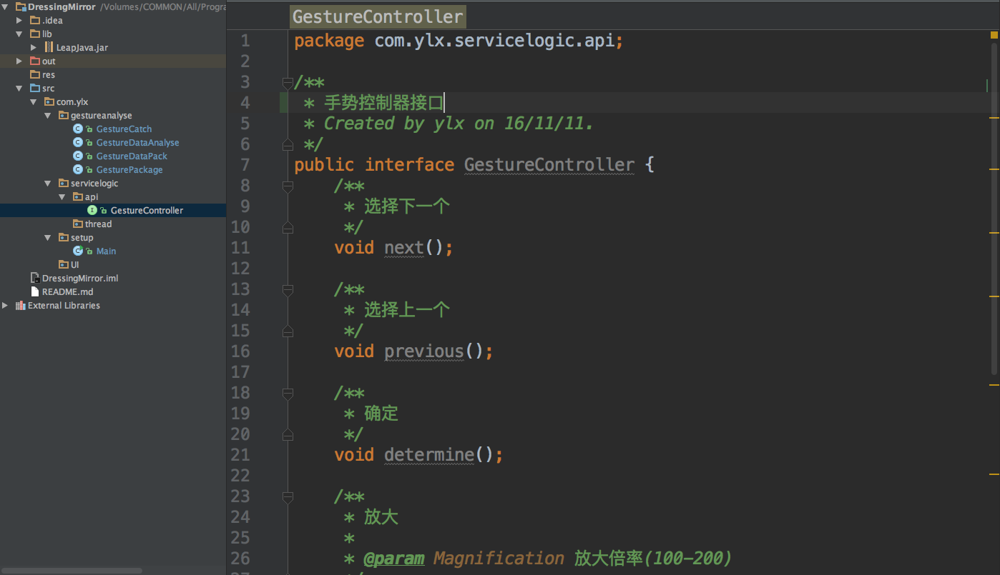 DressingMirror /Volumes/COMMON/All/Progra
.idea
lib
LeapJava.jar
out
res
src
com.ylx
gestureanalyse
GestureCatch
GestureDataAnalyse
GestureDataPack
GesturePackage
servicelogic
api
GestureController
thread
setup
Main
UI
DressingMirror.iml
README.md
External Libraries
GestureController
1 package com.ylx.servicelogic.api;
2
3 /**
4 * 手势控制器接口
5 * Created by ylx on 16/11/11.
6 */
7 public interface GestureController {
8 /**
9 * 选择下一个
10 */
11 void next();
12
13 /**
14 * 选择上一个
15 */
16 void previous();
17
18 /**
19 * 确定
20 */
21 void determine();
22
23 /**
24 * 放大
25 *
26 * @param Magnification 放大倍率(100-200)